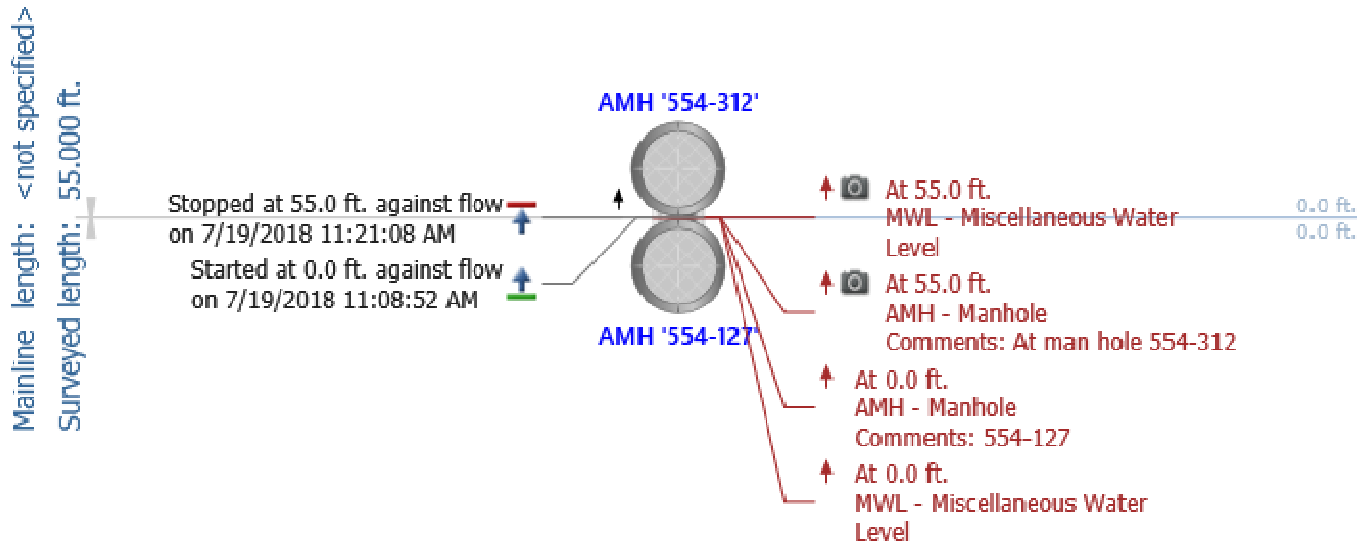 Mainline length: <not specified>
Surveyed length: 55.000 ft.
AMH '554-312'
Stopped at 55.0 ft. against flow
on 7/19/2018 11:21:08 AM
Started at 0.0 ft. against flow
on 7/19/2018 11:08:52 AM
AMH '554-127'
At 55.0 ft.
MWL - Miscellaneous Water
Level
At 55.0 ft.
AMH - Manhole
Comments: At man hole 554-312
At 0.0 ft.
AMH - Manhole
Comments: 554-127
At 0.0 ft.
MWL - Miscellaneous Water
Level
0.0 ft.
0.0 ft.